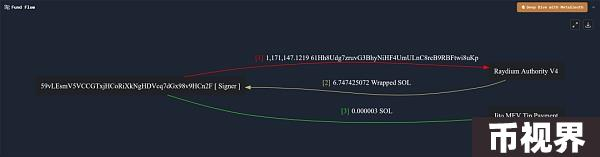 Fund Flow
Deep Dive with MetaSleuth
[1] 1,171,147.1219 61Hh8Udg7zruvG3BhyNiHF4UmULnC8reB9RBFtwi8uKp
Raydium Authority V4
[2] 6.747425072 Wrapped SOL
59vLEsmV5VCCGTxjHCoRiXkNgHDVcq7dGx98v9HCn2F [ Signer ]
[3] 0.000003 SOL
Jito MEV Tip Payment
币视界